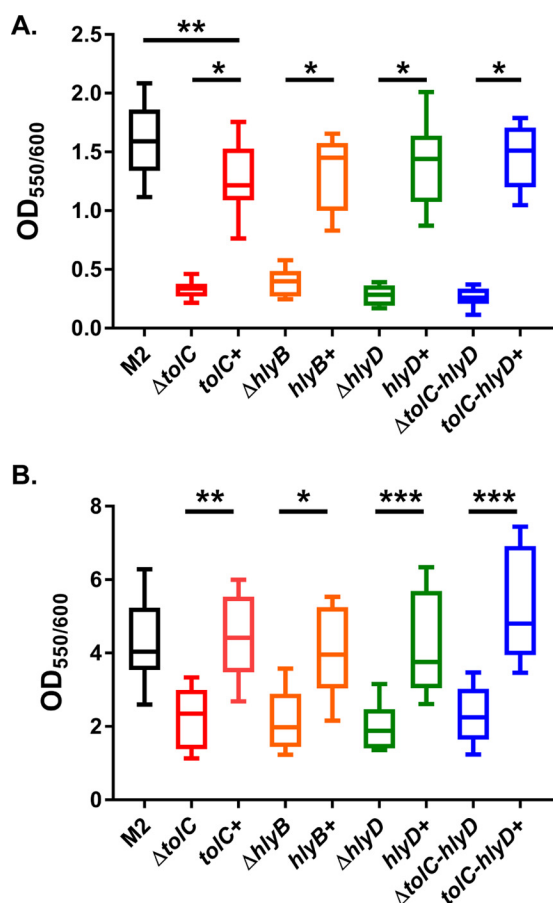 A.
** 
* * * *
2.5
2.0
1.5
1.0
0.5
0.0
OD550/600
M2 ΔtolC tolC+ ΔhlyB hlyB+ ΔhlyD hlyD+ ΔtolC-hlyD tolC-hlyD+
B.
** * *** ***
8
6
4
2
0
OD550/600
M2 ΔtolC tolC+ ΔhlyB hlyB+ ΔhlyD hlyD+ ΔtolC-hlyD tolC-hlyD+